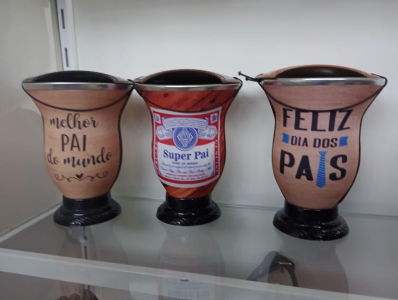 melhor
PAI
do mundo
Super Pai
FELIZ
DIA DOS
PAIS